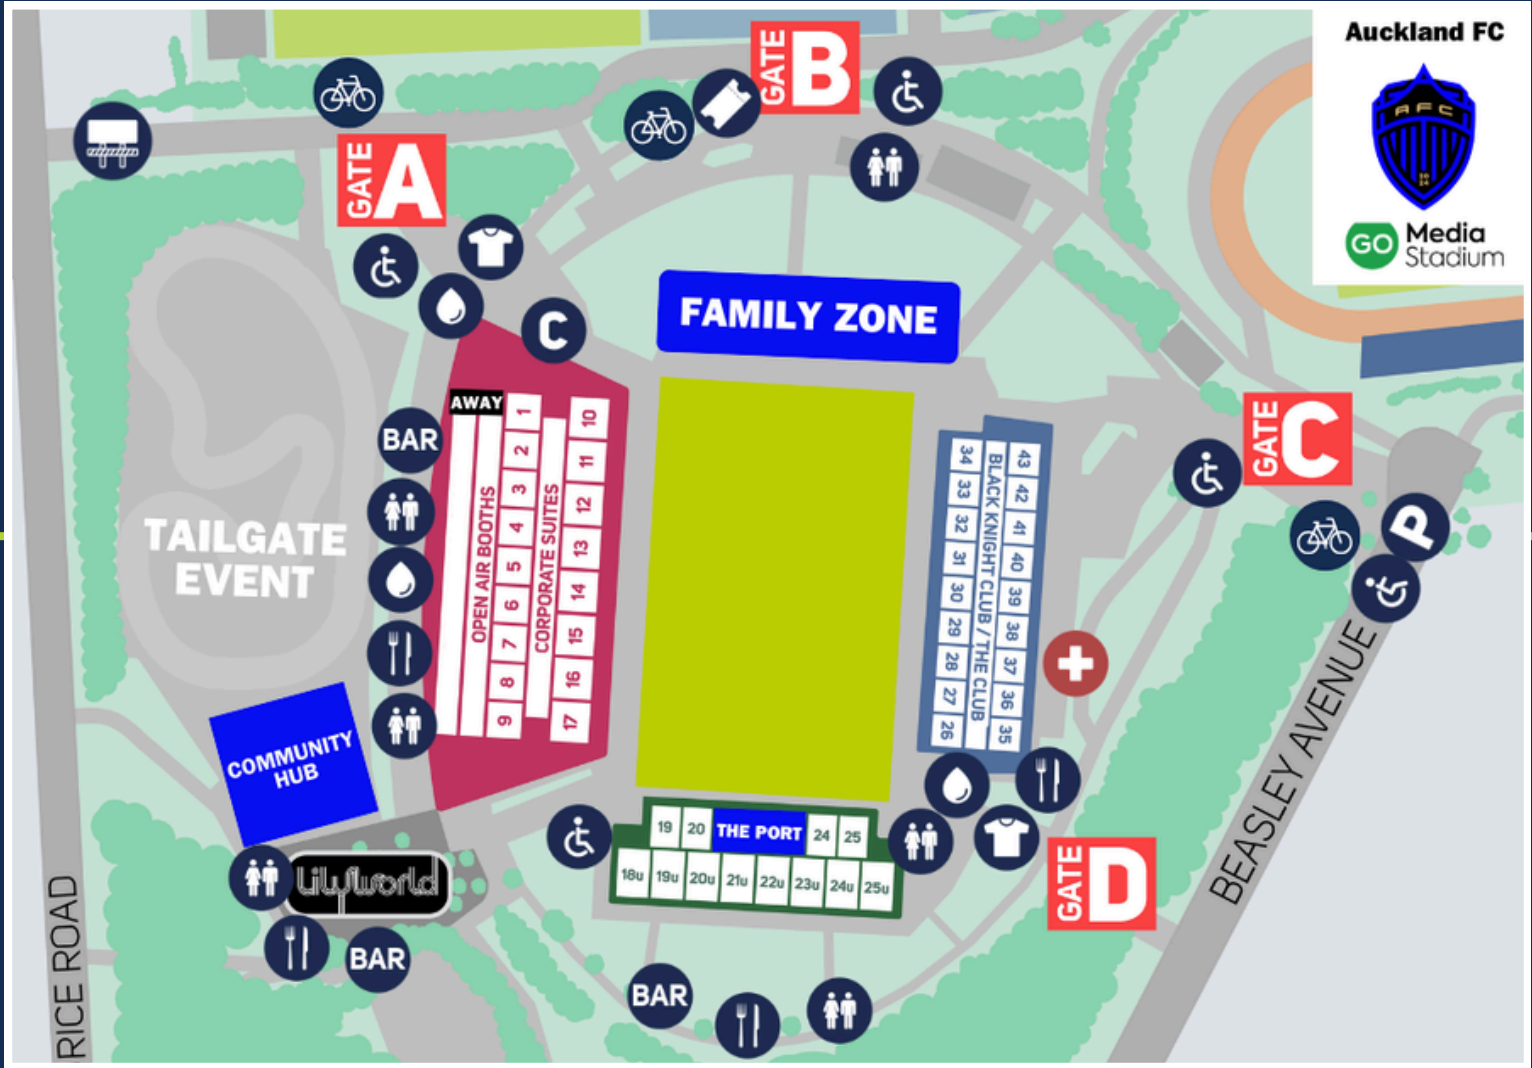 Auckland FC
AFC
20
24
GO Media
Stadium
GATE B
GATE A
GATE C
GATE D
FAMILY ZONE
C
AWAY
BAR
TAILGATE
EVENT
OPEN AIR BOOTHS
CORPORATE SUITES
1
2
3
4
5
6
7
8
9
10
11
12
13
14
15
16
17
34
33
32
31
30
29
28
27
26
BLACK KNIGHT CLUB / THE CLUB
43
42
41
40
39
38
37
36
35
P
BEASLEY AVENUE
COMMUNITY
HUB
19 20 THE PORT 24 25
18u 19u 20u 21u 22u 23u 24u 25u
Lilyworld
BAR
BAR
RICE ROAD